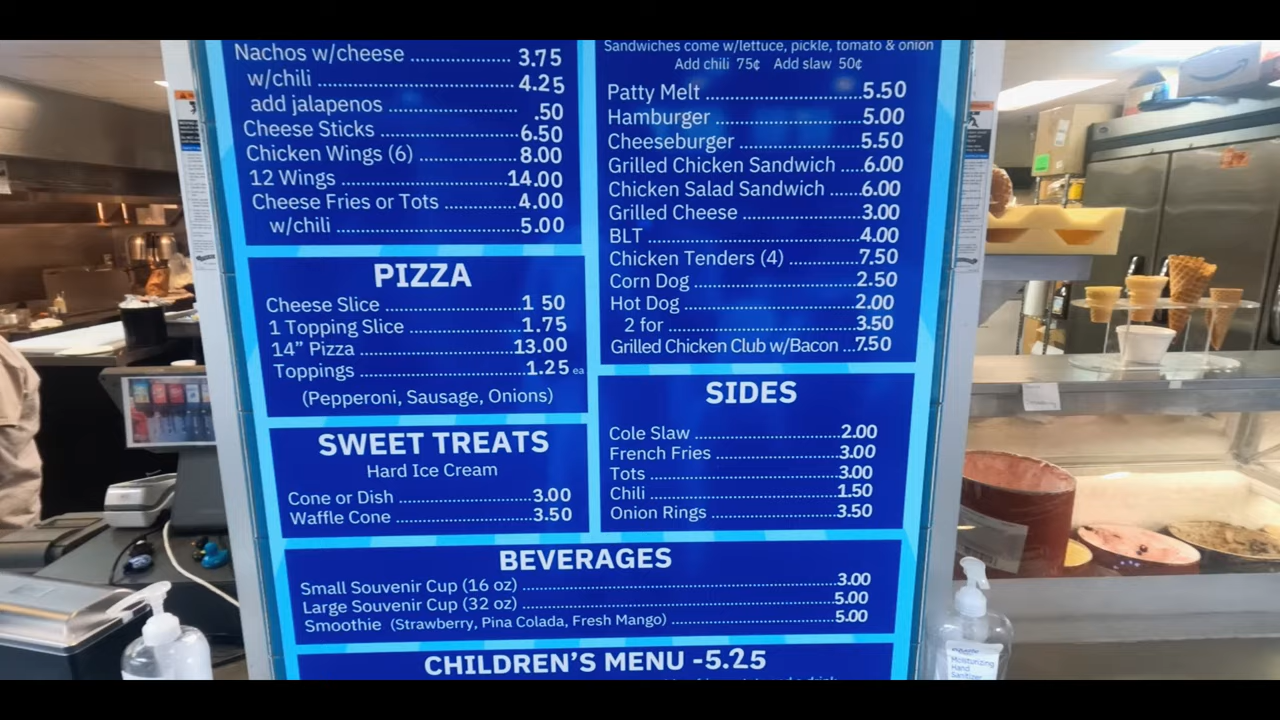 Nachos w/cheese ..................... 3.75
w/chili ..................................... 4.25
add jalapenos ........................... .50
Cheese Sticks ............................6.50
Chicken Wings (6) .....................8.00
12 Wings ..................................14.00
Cheese Fries or Tots ..................4.00
w/chili ......................................5.00
PIZZA
Cheese Slice .............................1 50
1 Topping Slice .........................1.75
14” Pizza .................................13.00
Toppings ...................................1.25 ea
(Pepperoni, Sausage, Onions)
SWEET TREATS
Hard Ice Cream
Cone or Dish .............................3.00
Waffle Cone ..............................3.50
Sandwiches come w/lettuce, pickle, tomato & onion
Add chili 75¢ Add slaw 50¢
Patty Melt ..................................5.50
Hamburger ................................5.00
Cheeseburger ...........................5.50
Grilled Chicken Sandwich .....6.00
Chicken Salad Sandwich ......6.00
Grilled Cheese .........................3.00
BLT ...........................................4.00
Chicken Tenders (4) ...............7.50
Corn Dog ..................................2.50
Hot Dog ....................................2.00
2 for ..........................................3.50
Grilled Chicken Club w/Bacon ...7.50
SIDES
Cole Slaw ..................................2.00
French Fries .............................3.00
Tots ...........................................3.00
Chili ..........................................1.50
Onion Rings .............................3.50
BEVERAGES
Small Souvenir Cup (16 oz) ..................................................3.00
Large Souvenir Cup (32 oz) ..................................................5.00
Smoothie (Strawberry, Pina Colada, Fresh Mango) .....................5.00
CHILDREN’S MENU -5.25
Moisturizing
Hand
Sanitizer